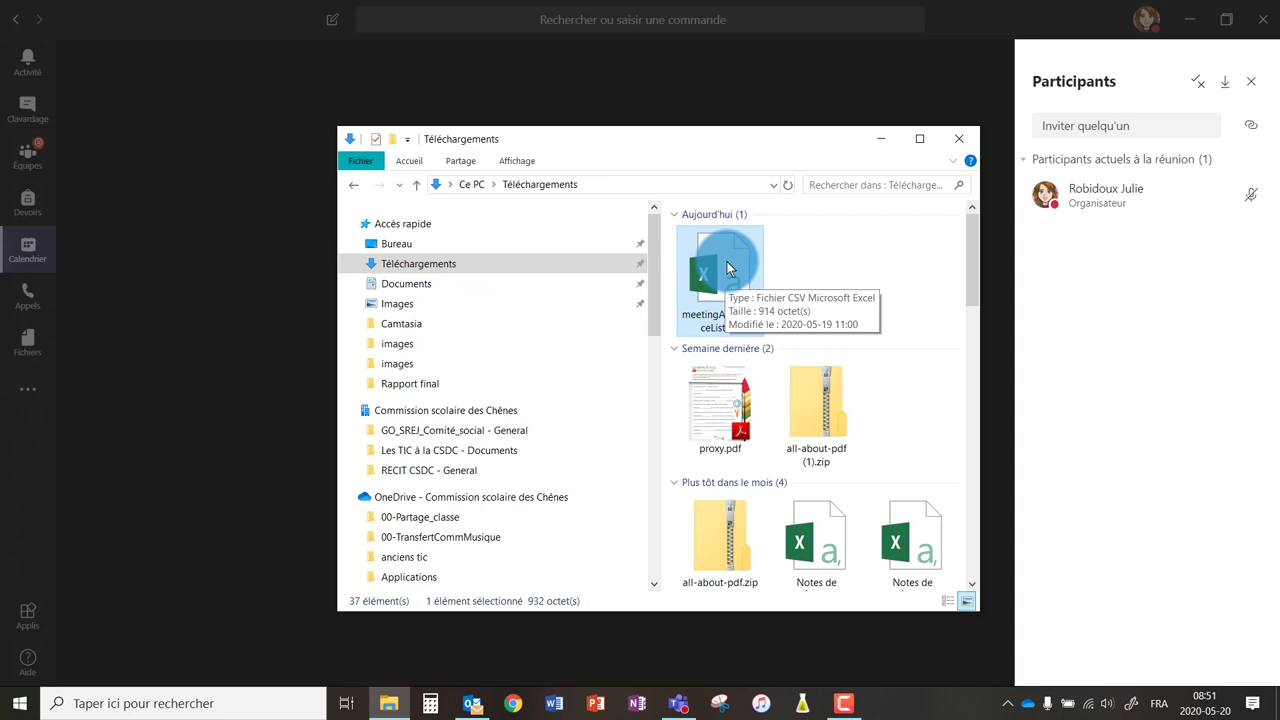 Rechercher ou saisir une commande
Activité
Clavardage
Équipes
Devoirs
Calendrier
Appels
Fichiers
Applis
Aide
Téléchargements
Fichier
Accueil
Partage
Affichage
Ce PC
Téléchargements
Rechercher dans : Télécharge...
Accès rapide
Bureau
Téléchargements
Documents
Images
Camtasia
images
images
Rapport final
Commission scolaire des Chênes
GO_SREJ_Comité_social - General
Les TIC à la CSDC - Documents
RECIT CSDC - General
OneDrive - Commission scolaire des Chênes
00-Partage_classe
00-TransfertCommMusique
anciens tic
Applications
Aujourd'hui (1)
meetingA
ceList
Type : Fichier CSV Microsoft Excel
Taille : 914 octet(s)
Modifié le : 2020-05-19 11:00
Semaine dernière (2)
proxy.pdf
all-about-pdf
(1).zip
Plus tôt dans le mois (4)
all-about-pdf.zip
Notes de
Notes de
37 élément(s)
1 élément sélectionné 932 octet(s)
Participants
Inviter quelqu'un
Participants actuels à la réunion (1)
Robidoux Julie
Organisateur
Taper ici pour rechercher
FRA
08:51
2020-05-20